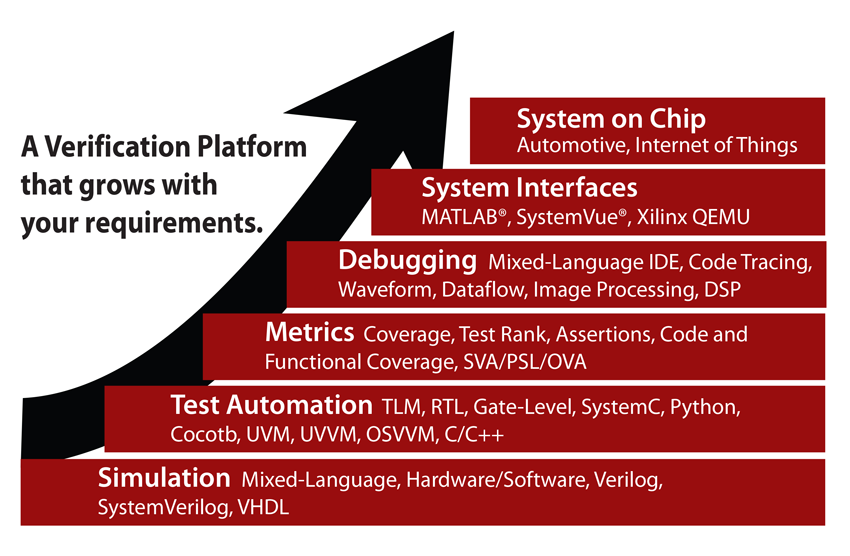 A Verification Platform
that grows with
your requirements.
System on Chip
Automotive, Internet of Things
System Interfaces
MATLAB®, SystemVue®, Xilinx QEMU
Debugging Mixed-Language IDE, Code Tracing,
Waveform, Dataflow, Image Processing, DSP
Metrics Coverage, Test Rank, Assertions, Code and
Functional Coverage, SVA/PSL/OVA
Test Automation TLM, RTL, Gate-Level, SystemC, Python,
Cocotb, UVM, UVVM, OSVVM, C/C++
Simulation Mixed-Language, Hardware/Software, Verilog,
SystemVerilog, VHDL